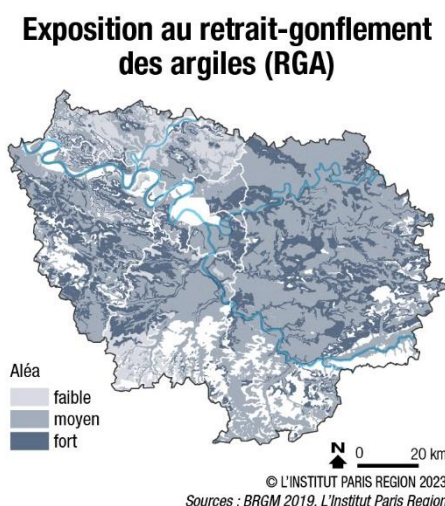 Exposition au retrait-gonflement
des argiles (RGA)
Aléa
faible
moyen
fort
N 0 20 km
© L'INSTITUT PARIS REGION 2023
Sources : BRGM 2019, L'Institut Paris Region